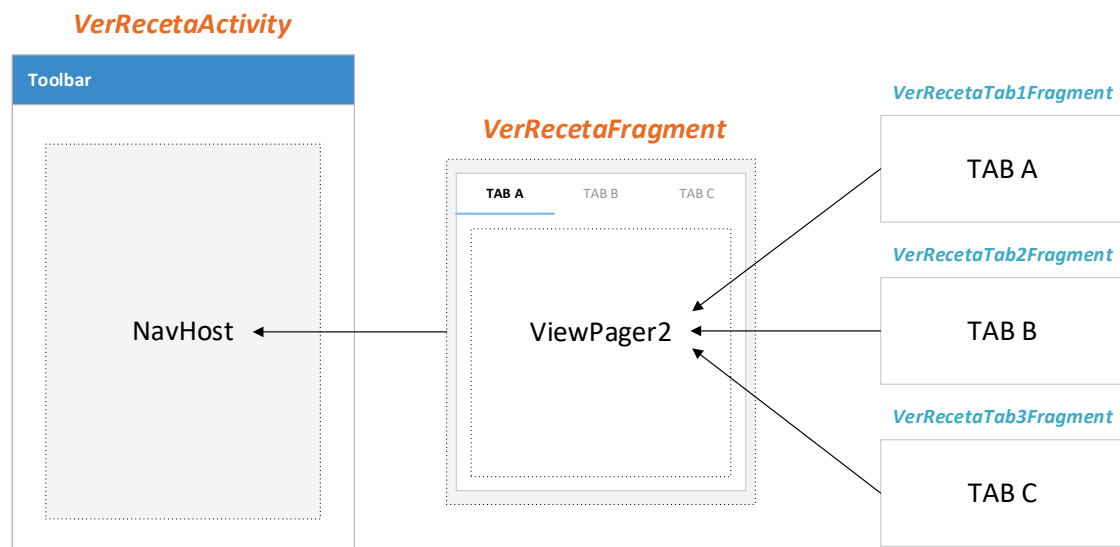 VerRecetaActivity
Toolbar
NavHost
VerRecetaFragment
TAB A TAB B TAB C
ViewPager2
VerRecetaTab1Fragment
TAB A
VerRecetaTab2Fragment
TAB B
VerRecetaTab3Fragment
TAB C